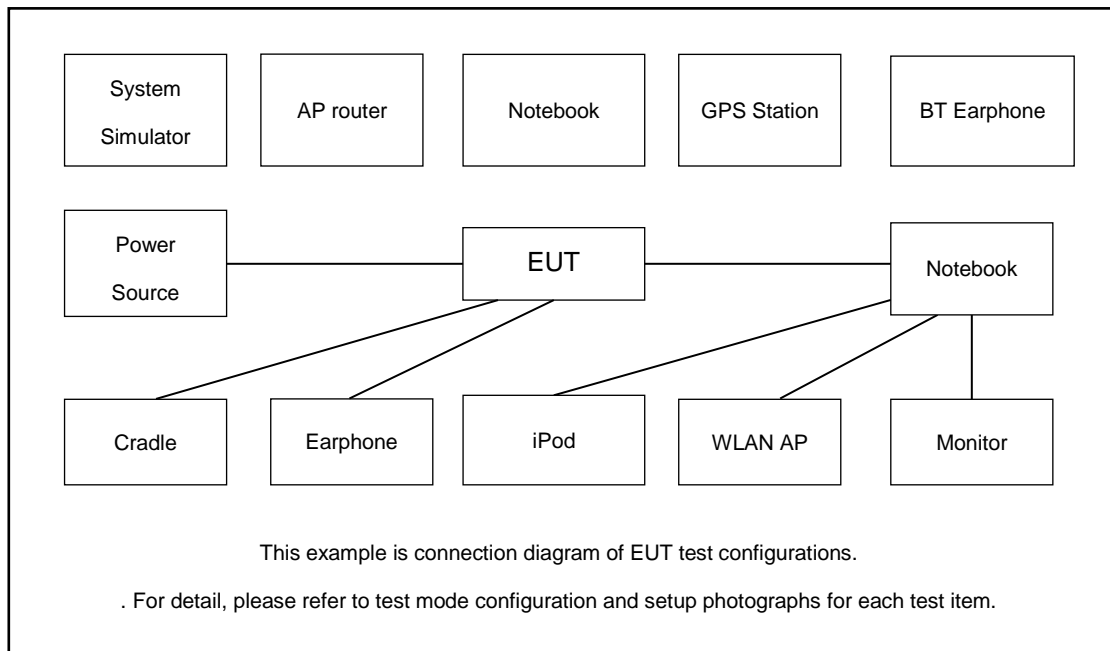 System
Simulator
AP router
Notebook
GPS Station
BT Earphone
Power
Source
EUT
Notebook
Cradle
Earphone
iPod
WLAN AP
Monitor
This example is connection diagram of EUT test configurations.
. For detail, please refer to test mode configuration and setup photographs for each test item.